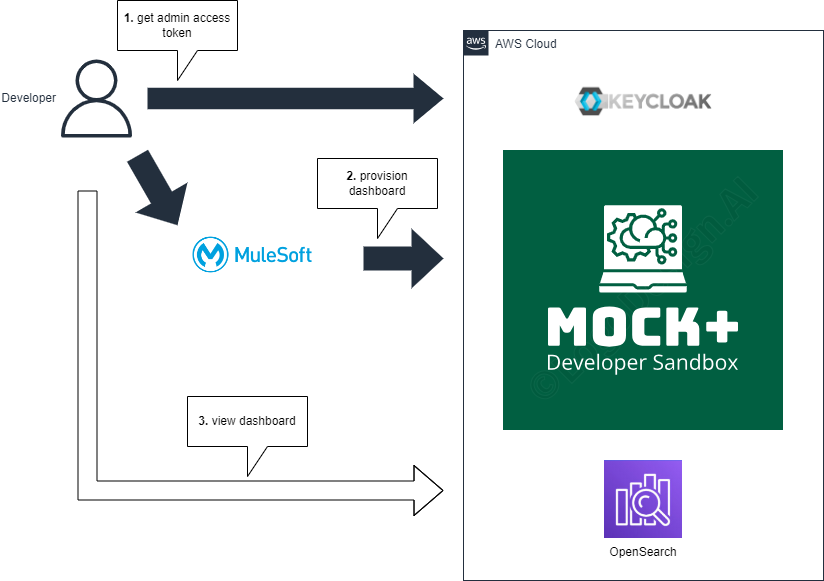 1. get admin access
token
aws
AWS Cloud
Developer
KEYCLOAK
2. provision
dashboard
MuleSoft
MOCK+
Developer Sandbox
3. view dashboard
OpenSearch